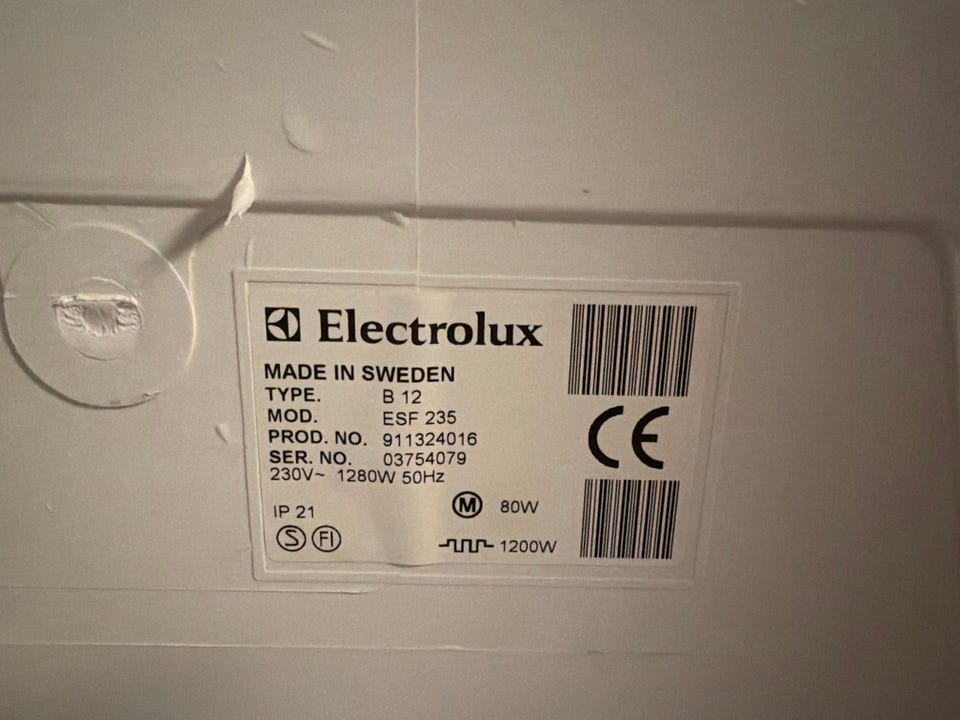 Electrolux
MADE IN SWEDEN
TYPE. B 12
MOD. ESF 235
PROD. NO. 911324016
SER. NO. 03754079
230V~ 1280W 50Hz
IP 21
M 80W
S FI
1200W
CE